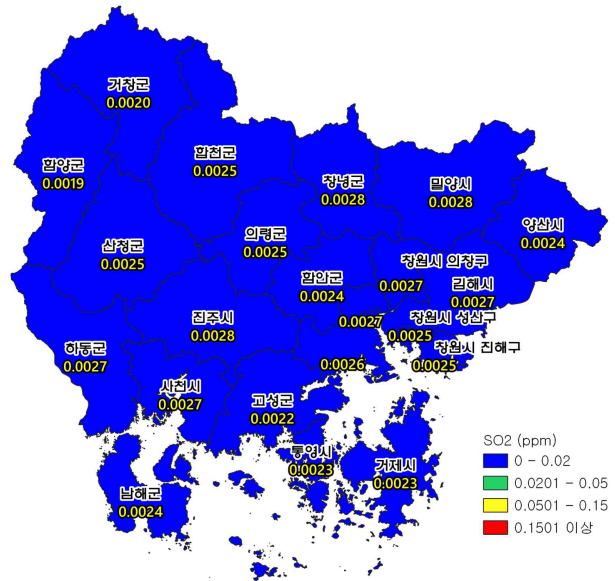 거창군
0.0020
함양군
0.0019
합천군
0.0025
창녕군
0.0028
밀양시
0.0028
양산시
0.0024
산청군
0.0025
의령군
0.0025
창원시 의창구
0.0027
김해시
0.0027
함안군
0.0024
진주시
0.0028
0.0027
창원시 성산구
0.0025
창원시 진해구
0.0025
하동군
0.0027
사천시
0.0027
고성군
0.0022
0.0026
통영시
0.0023
거제시
0.0023
남해군
0.0024
SO2 (ppm)
0 - 0.02
0.0201 - 0.05
0.0501 - 0.15
0.1501 이상